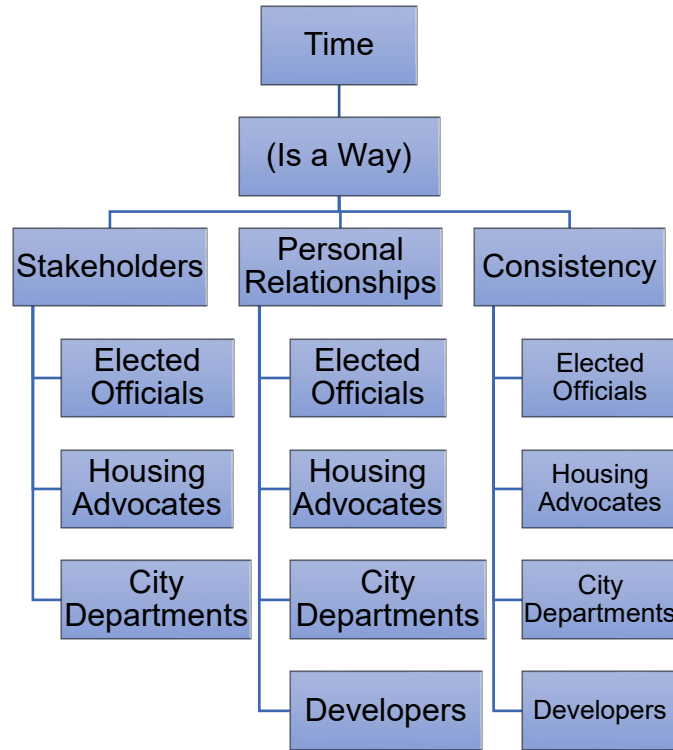 Time
(Is a Way)
Stakeholders
Elected
Officials
Housing
Advocates
City
Departments
Personal
Relationships
Elected
Officials
Housing
Advocates
City
Departments
Developers
Consistency
Elected
Officials
Housing
Advocates
City
Departments
Developers